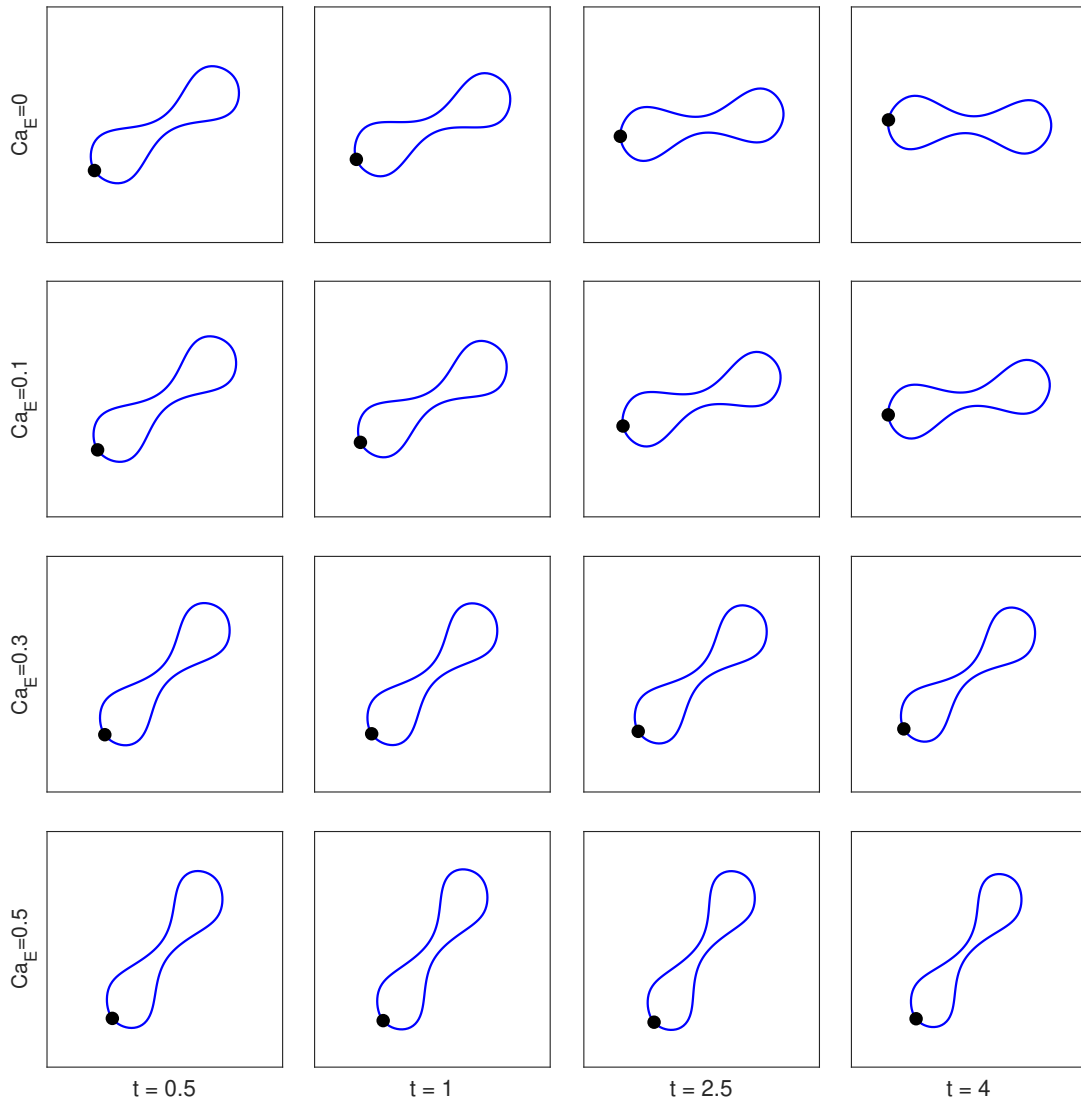 Ca_E=0
Ca_E=0.1
Ca_E=0.3
Ca_E=0.5
t = 0.5
t = 1
t = 2.5
t = 4